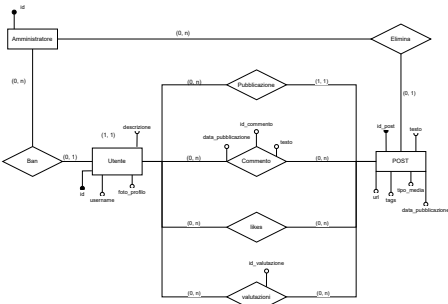 id
Amministratore
(0, n)
Elimina
(0, n)
(0, 1)
Pubblicazione
(0, n)
(1, 1)
descrizione
(1, 1)
id_commento
data_pubblicazione
testo
id_post
testo
Ban
(0, 1)
Utente
(0, n)
Commento
(0, n)
POST
id
username
foto_profilo
url
tags
tipo_media
data_pubblicazione
(0, n)
likes
(0, n)
id_valutazione
(0, n)
valutazioni
(0, n)